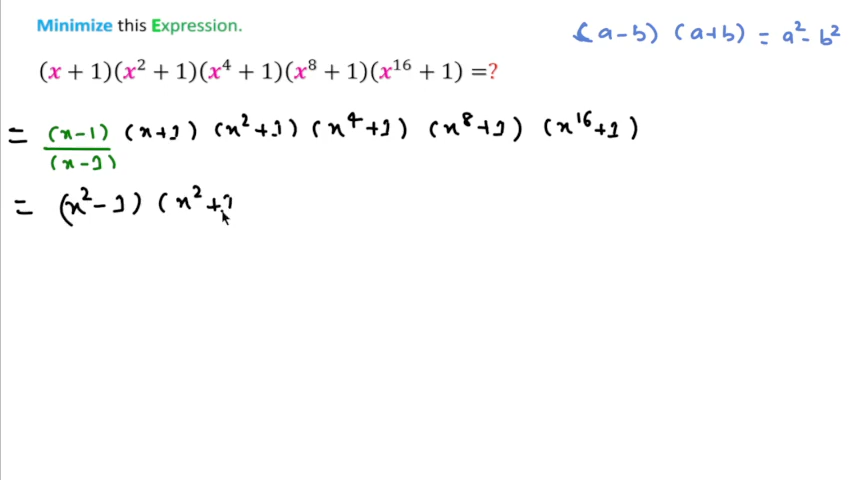 Minimize this Expression.
(a-b) (a+b) = a² - b²
(x + 1)(x² + 1)(x⁴ + 1)(x⁸ + 1)(x¹⁶ + 1) =?
= (x-1)/(x-1) (x+1) (x²+1) (x⁴+1) (x⁸+1) (x¹⁶+1)
= (x²-1) (x²+1